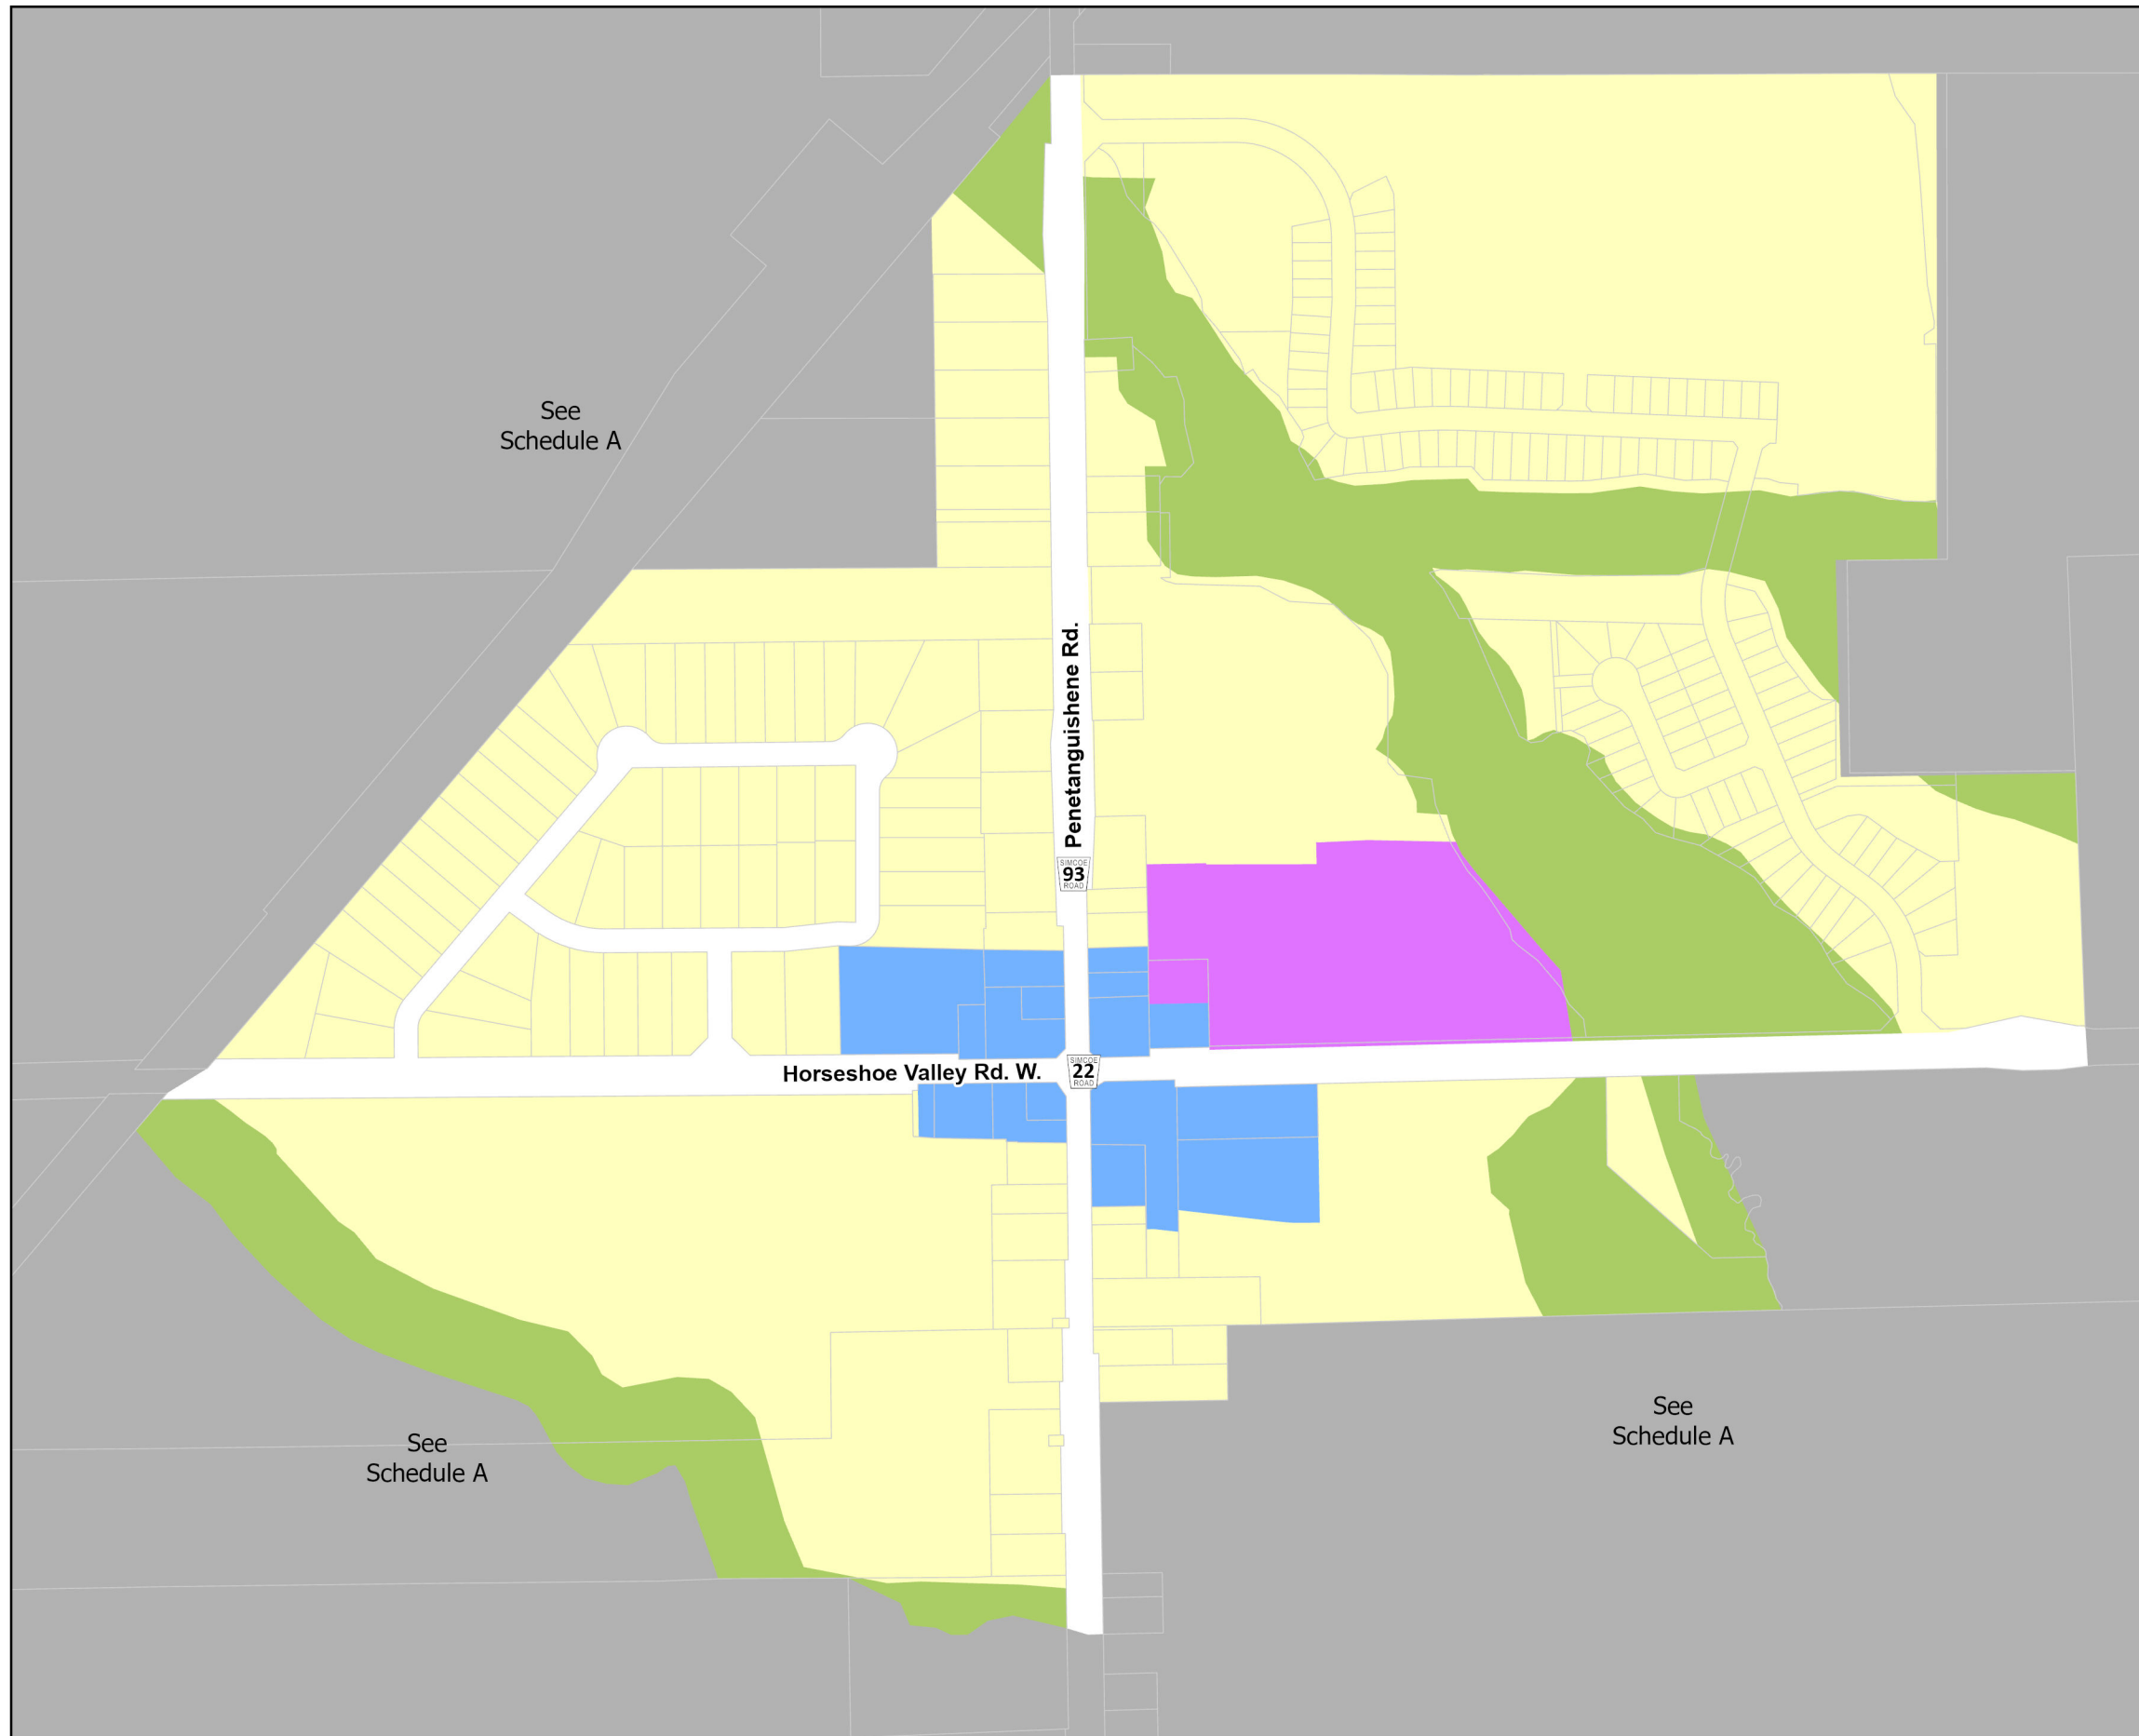 See
Schedule A
Penetanguishene Rd.
SIMCOE
93
ROAD
Horseshoe Valley Rd. W.
SIMCOE
22
ROAD
See
Schedule A
See
Schedule A